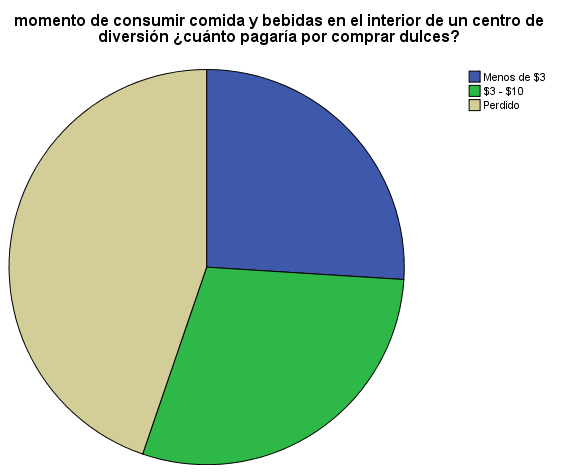 momento de consumir comida y bebidas en el interior de un centro de
diversión ¿cuánto pagaría por comprar dulces?
Menos de $3
$3 - $10
Perdido